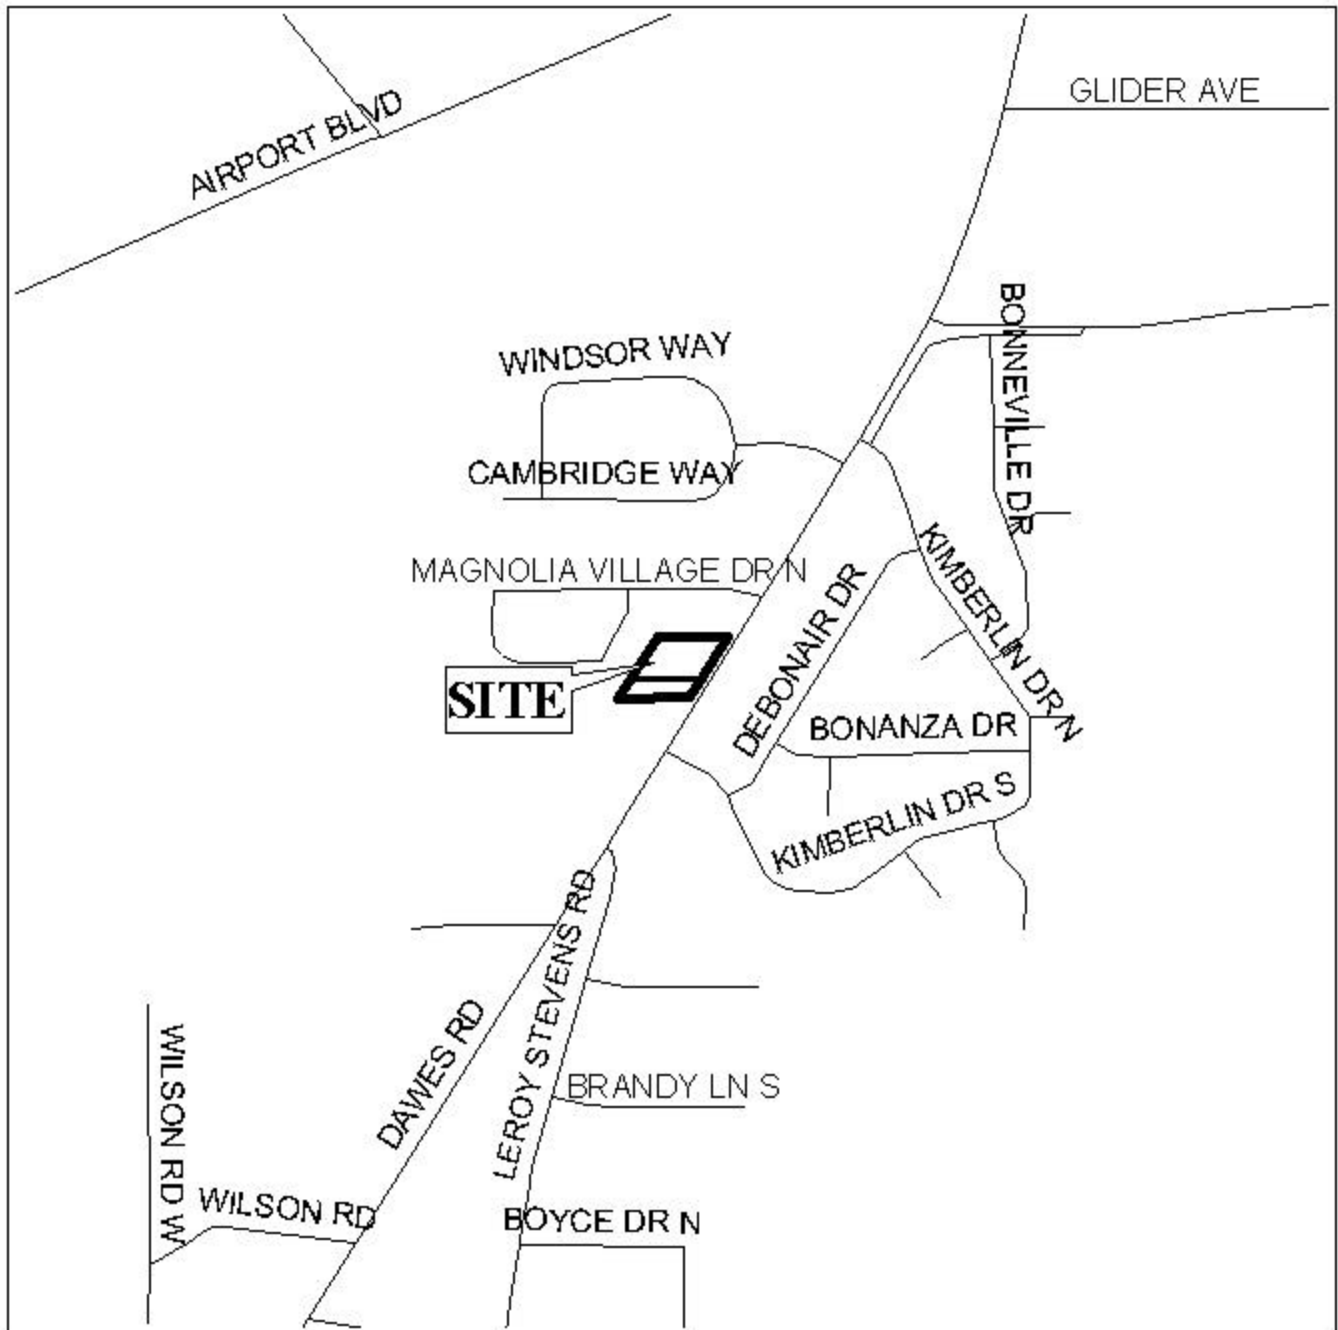 GLIDER AVE
AIRPORT BLVD
BONNEVILLE DR
WINDSOR WAY
CAMBRIDGE WAY
KIMBERLIN DR N
MAGNOLIA VILLAGE DR N
DEBONAIR DR
SITE
BONANZA DR
KIMBERLIN DR S
LEROY STEVENS RD
DAWES RD
WILSON RD W
BRANDY LN S
WILSON RD
BOYCE DR N